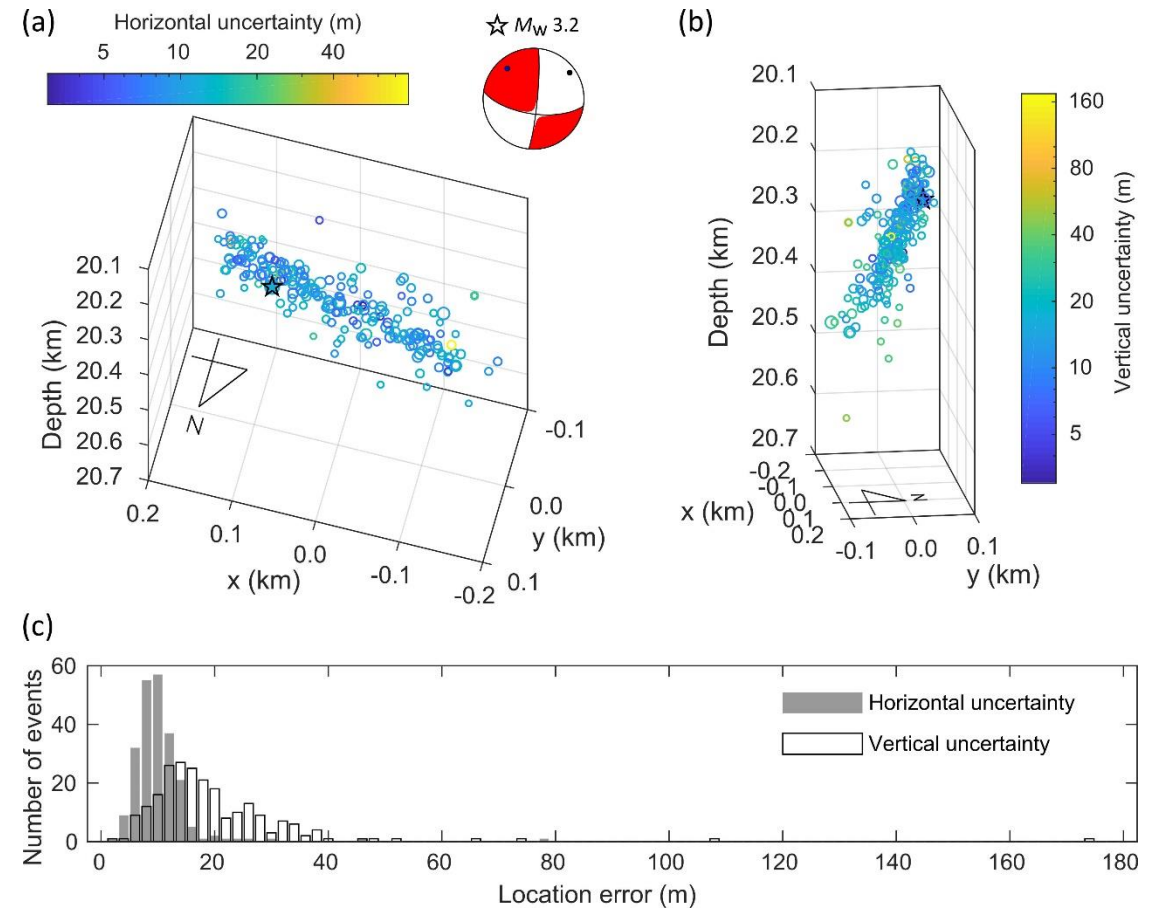 (a)
Horizontal uncertainty (m)
5 10 20 40
MW 3.2
20.1
20.2
20.3
20.4
20.5
20.6
20.7
Depth (km)
N
0.2
0.1
0.0
-0.1
-0.2
x (km)
-0.1
0.0
0.1
y (km)
(b)
20.1
20.2
20.3
20.4
20.5
20.6
20.7
Depth (km)
-0.2
-0.1
0.0
0.1
0.2
x (km)
N
-0.1
0.0
0.1
y (km)
160
80
40
20
10
5
Vertical uncertainty (m)
(c)
60
40
20
0
Number of events
Horizontal uncertainty
Vertical uncertainty
0 20 40 60 80 100 120 140 160 180
Location error (m)